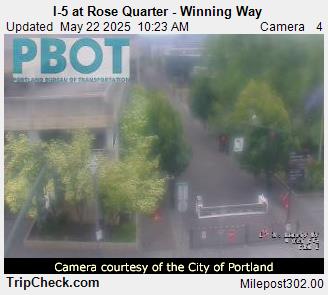 I-5 at Rose Quarter - Winning Way
Updated May 22 2025 10:23 AM Camera 4
PBOT
PORTLAND BUREAU OF TRANSPORTATION
Camera courtesy of the City of Portland
TripCheck.com Milepost302.00